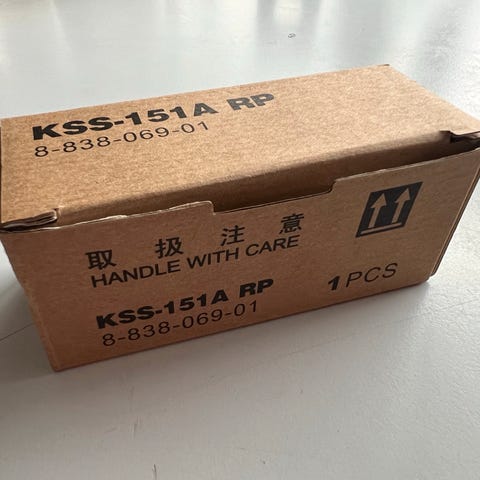 KSS-151A RP
8-838-069-01
取扱注意
HANDLE WITH CARE
KSS-151A RP
1PCS
8-838-069-01